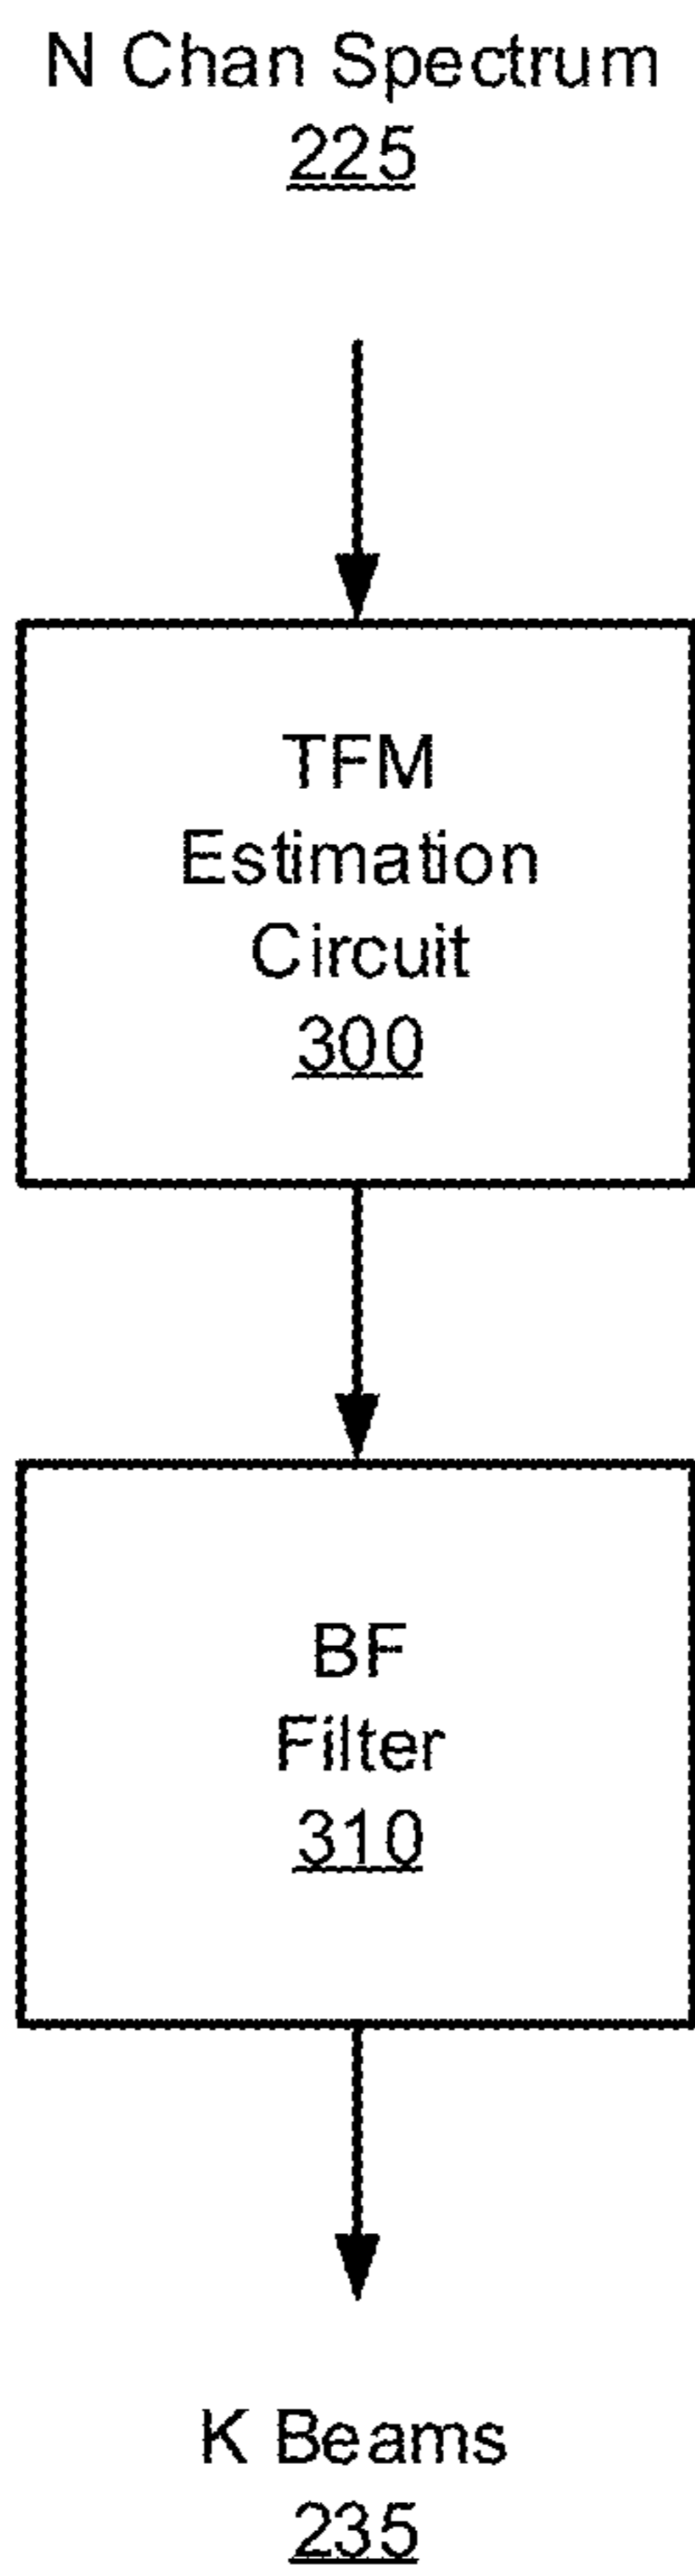 N Chan Spectrum
225
TFM
Estimation
Circuit
300
BF
Filter
310
K Beams
235